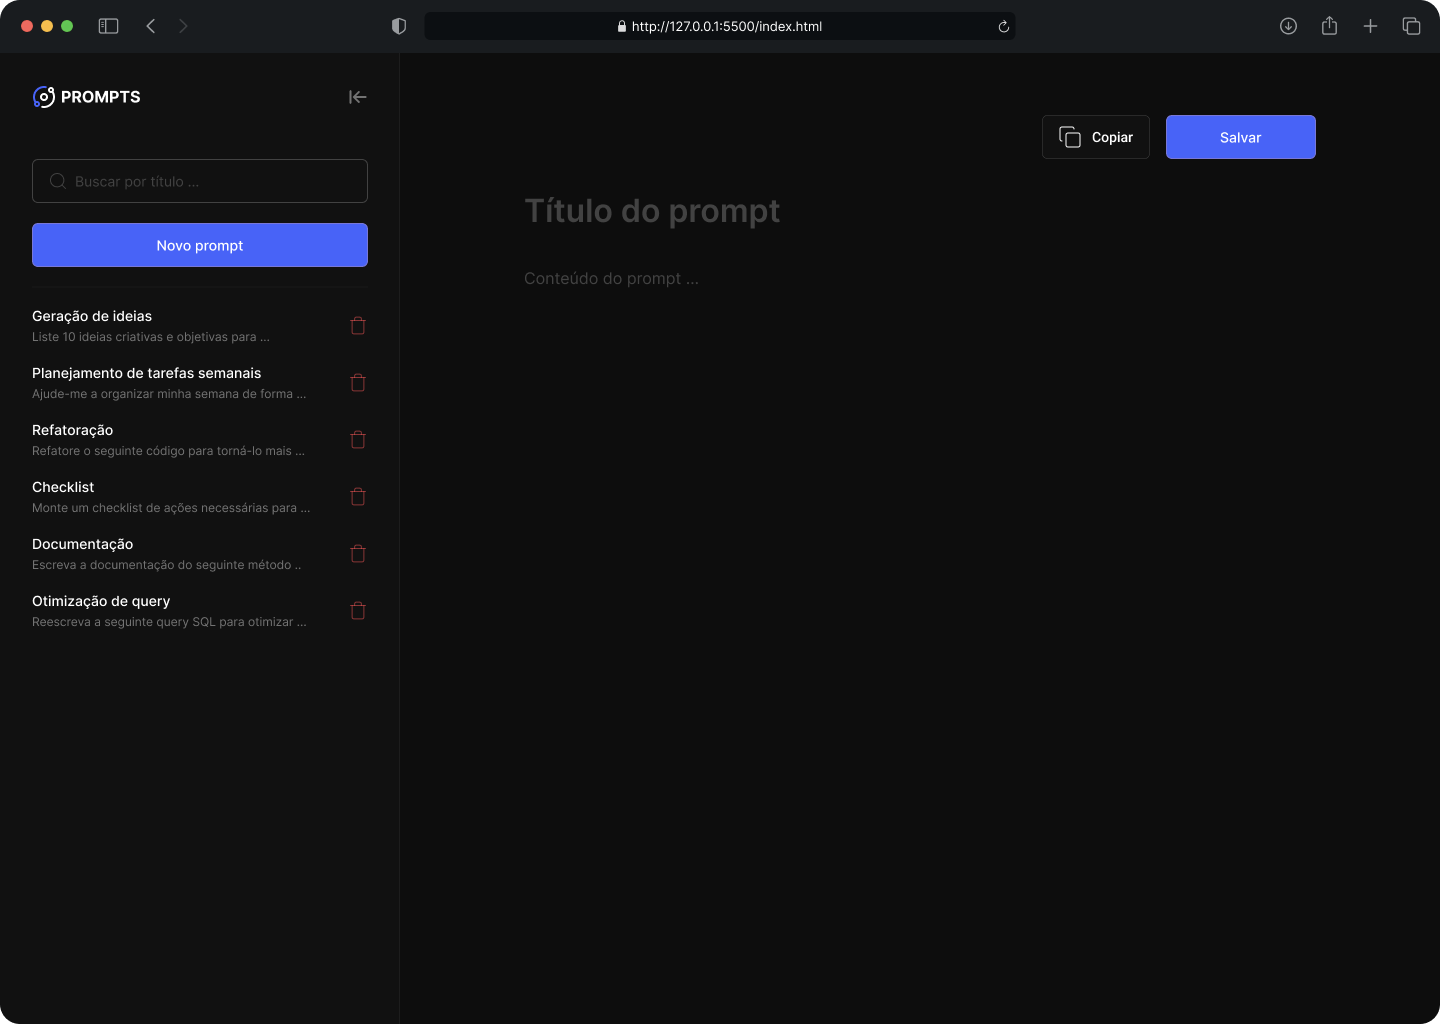 http://127.0.0.1:5500/index.html
PROMPTS
Buscar por título ...
Novo prompt
Geração de ideias
Liste 10 ideias criativas e objetivas para ...
Planejamento de tarefas semanais
Ajude-me a organizar minha semana de forma ...
Refatoração
Refatore o seguinte código para torná-lo mais ...
Checklist
Monte um checklist de ações necessárias para ...
Documentação
Escreva a documentação do seguinte método ..
Otimização de query
Reescreva a seguinte query SQL para otimizar ...
Copiar
Salvar
Título do prompt
Conteúdo do prompt ...